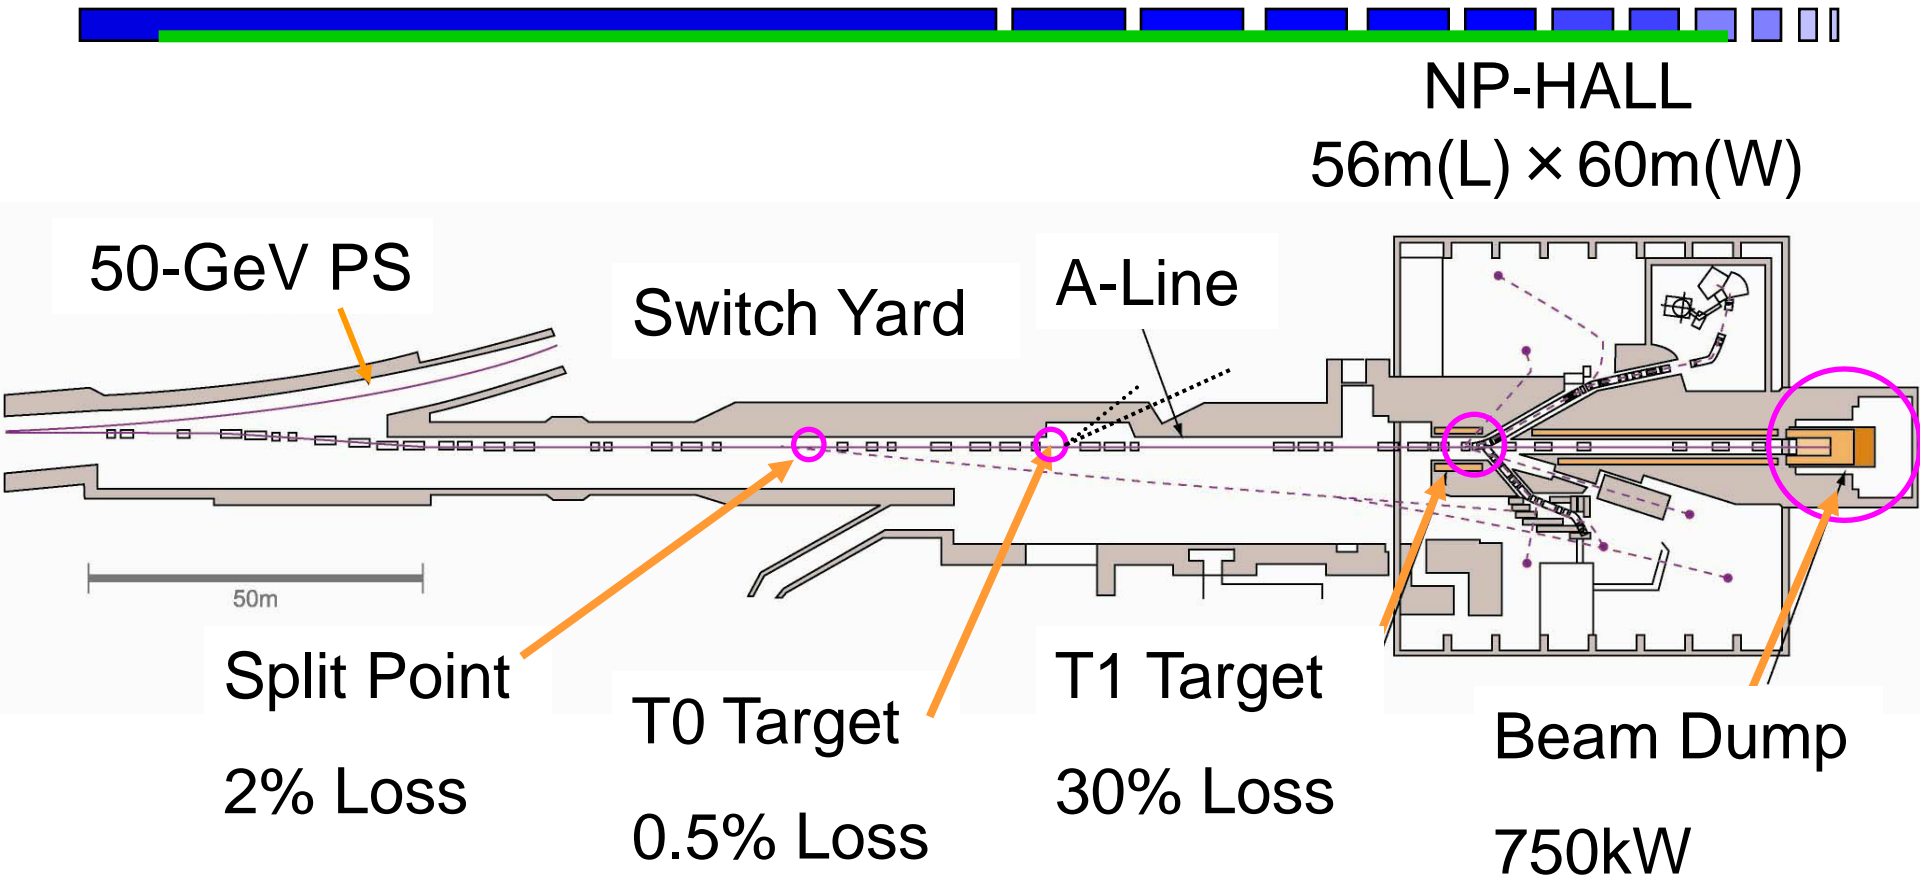 NP-HALL
56m(L) × 60m(W)
50-GeV PS
Switch Yard
A-Line
50m
Split Point
2% Loss
T0 Target
0.5% Loss
T1 Target
30% Loss
Beam Dump
750kW